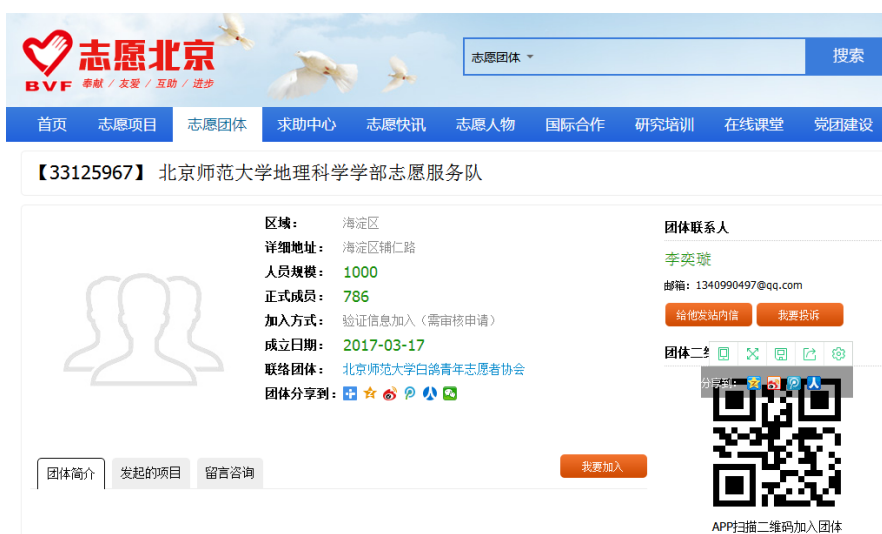 志愿北京
BVF 奉献 / 友爱 / 互助 / 进步
志愿团体
搜索
首页 志愿项目 志愿团体 求助中心 志愿快讯 志愿人物 国际合作 研究培训 在线课堂 党团建设
【33125967】 北京师范大学地理科学学部志愿服务队
区域： 海淀区
详细地址： 海淀区辅仁路
人员规模： 1000
正式成员： 786
加入方式： 验证信息加入（需审核申请）
成立日期： 2017-03-17
联络团体： 北京师范大学白鸽青年志愿者协会
团体分享到：
团体联系人
李奕璇
邮箱：1340990497@qq.com
给他发站内信 我要投诉
团体二
分享到：
APP扫描二维码加入团体
团体简介 发起的项目 留言咨询
我要加入